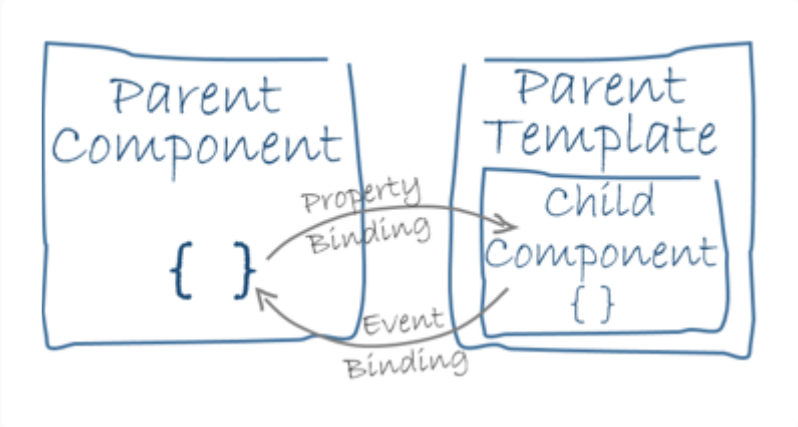 Parent
Component
{ }
Property
Binding
Event
Binding
Parent
Template
Child
Component
{ }